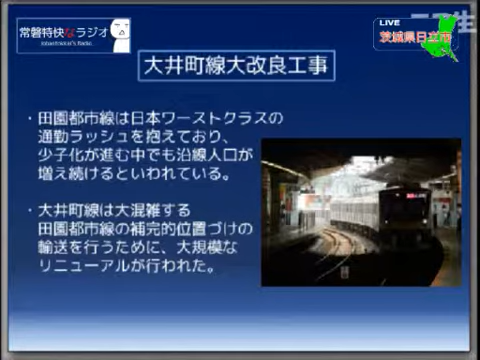 常磐特快なラジオ
Jobantokkai's Radio
LIVE
茨城県日立市
大井町線大改良工事
・田園都市線は日本ワーストクラスの
通勤ラッシュを抱えており、
少子化が進む中でも沿線人口が
増え続けるといわれている。
・大井町線は大混雑する
田園都市線の補完的位置づけの
輸送を行うために、大規模な
リニューアルが行われた。